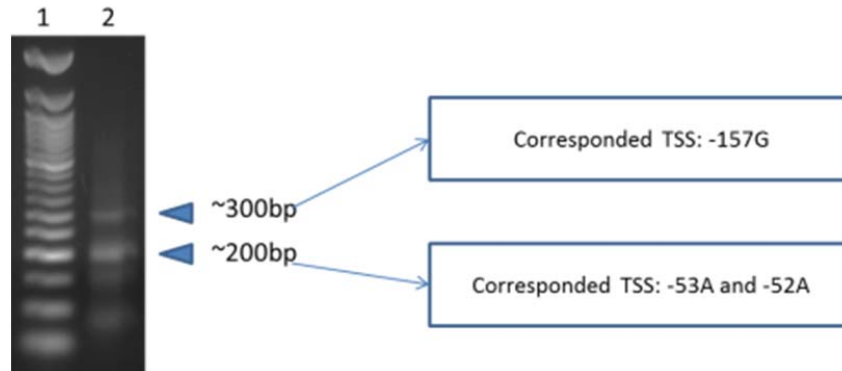 1 2
Corresponded TSS: -157G
~300bp
~200bp
Corresponded TSS: -53A and -52A